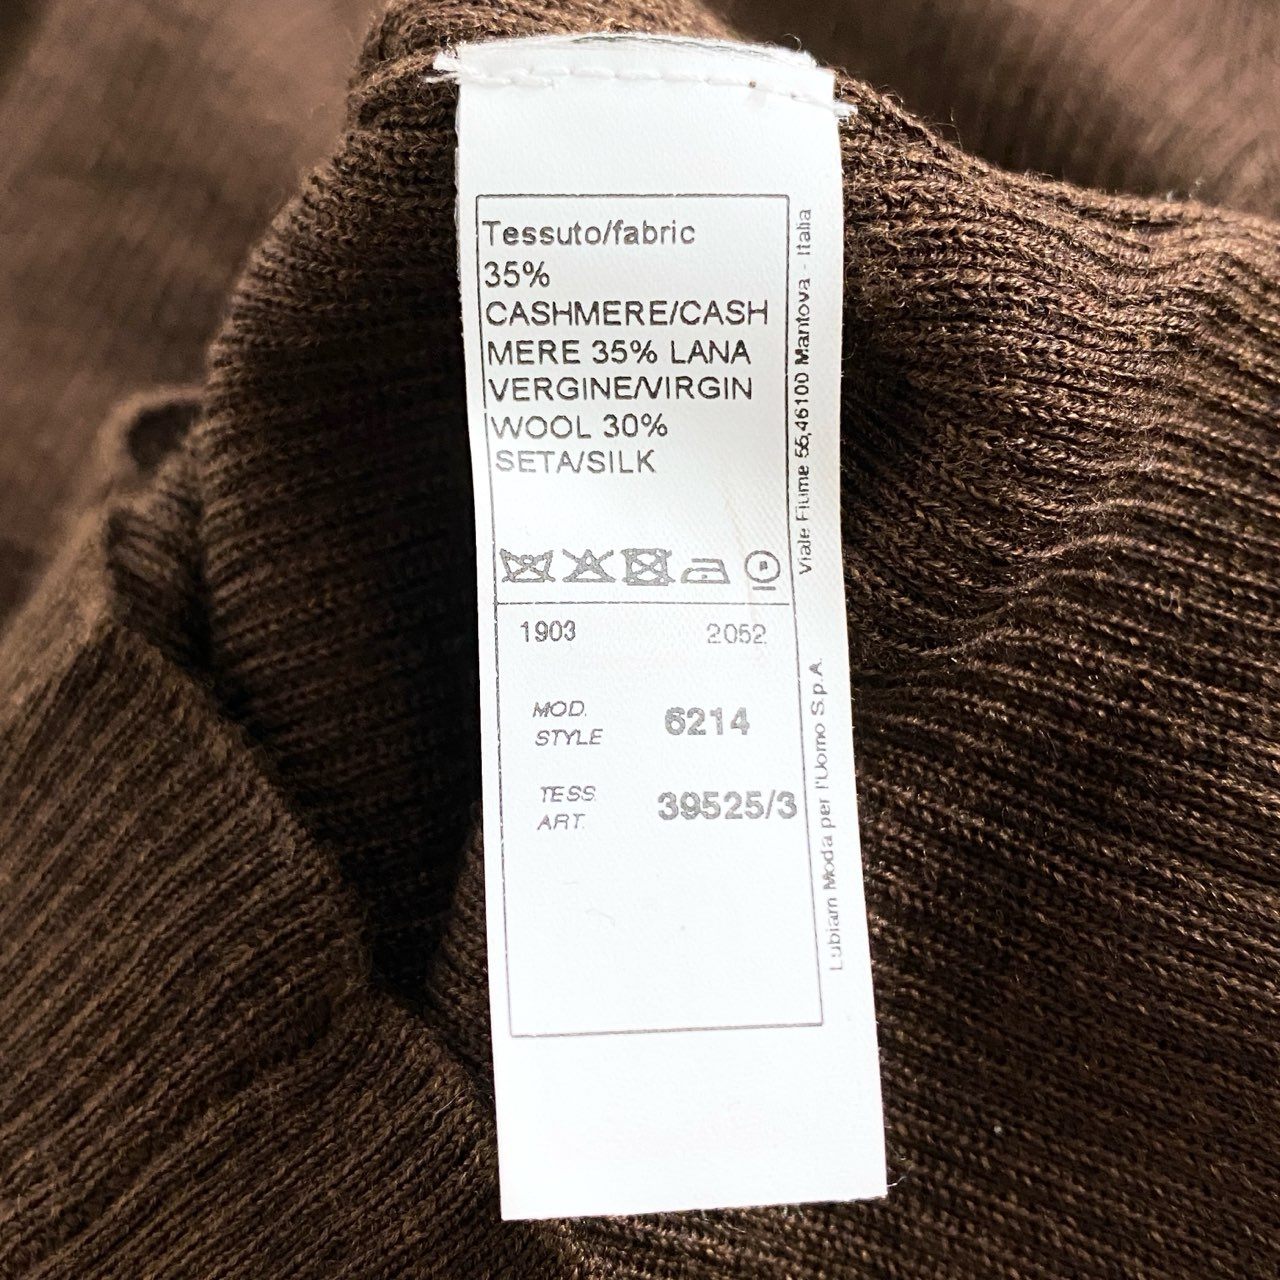 Tessuto/fabric
35%
CASHMERE/CASH
MERE 35% LANA
VERGINE/VIRGIN
WOOL 30%
SETA/SILK
1903 2052
MOD. 6214
STYLE
TESS. 39525/3
ART.
Lubiam Moda per l'Uomo S.p.A.
Viale Fiume 55,46100 Mantova - Italia